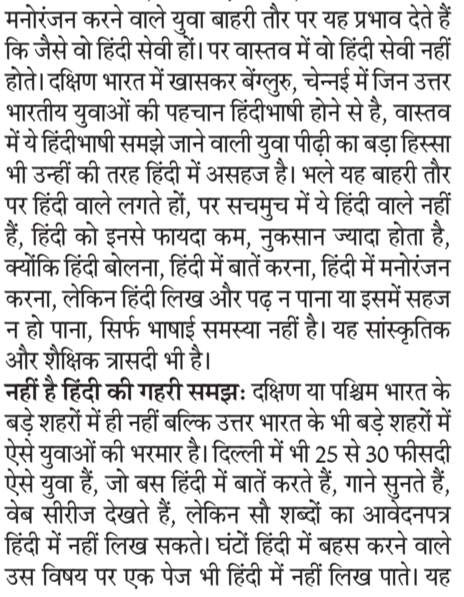 मनोरंजन करने वाले युवा बाहरी तौर पर यह प्रभाव देते हैं
कि जैसे वो हिंदी सेवी हों। पर वास्तव में वो हिंदी सेवी नहीं
होते। दक्षिण भारत में खासकर बेंग्लुरु, चेन्नई में जिन उत्तर
भारतीय युवाओं की पहचान हिंदीभाषी होने से है, वास्तव
में ये हिंदीभाषी समझे जाने वाली युवा पीढ़ी का बड़ा हिस्सा
भी उन्हीं की तरह हिंदी में असहज है। भले यह बाहरी तौर
पर हिंदी वाले लगते हों, पर सचमुच में ये हिंदी वाले नहीं
हैं, हिंदी को इनसे फायदा कम, नुकसान ज्यादा होता है,
क्योंकि हिंदी बोलना, हिंदी में बातें करना, हिंदी में मनोरंजन
करना, लेकिन हिंदी लिख और पढ़ न पाना या इसमें सहज
न हो पाना, सिर्फ भाषाई समस्या नहीं है। यह सांस्कृतिक
और शैक्षिक त्रासदी भी है।
नहीं है हिंदी की गहरी समझः दक्षिण या पश्चिम भारत के
बड़े शहरों में ही नहीं बल्कि उत्तर भारत के भी बड़े शहरों में
ऐसे युवाओं की भरमार है। दिल्ली में भी 25 से 30 फीसदी
ऐसे युवा हैं, जो बस हिंदी में बातें करते हैं, गाने सुनते हैं,
वेब सीरीज देखते हैं, लेकिन सौ शब्दों का आवेदनपत्र
हिंदी में नहीं लिख सकते। घंटों हिंदी में बहस करने वाले
उस विषय पर एक पेज भी हिंदी में नहीं लिख पाते। यह